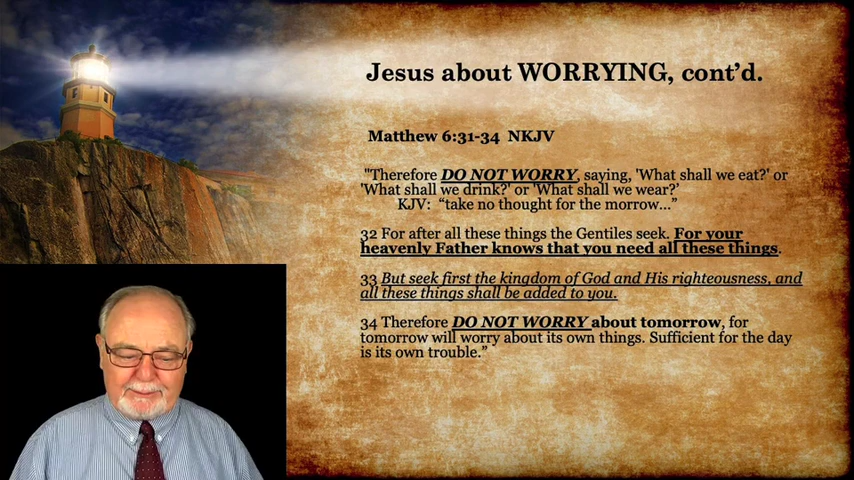 Jesus about WORRYING, cont’d.
Matthew 6:31-34 NKJV
"Therefore DO NOT WORRY, saying, 'What shall we eat?' or
'What shall we drink?' or 'What shall we wear?’
KJV: “take no thought for the morrow...”
32 For after all these things the Gentiles seek. For your
heavenly Father knows that you need all these things.
33 But seek first the kingdom of God and His righteousness, and
all these things shall be added to you.
34 Therefore DO NOT WORRY about tomorrow, for
tomorrow will worry about its own things. Sufficient for the day
is its own trouble.”